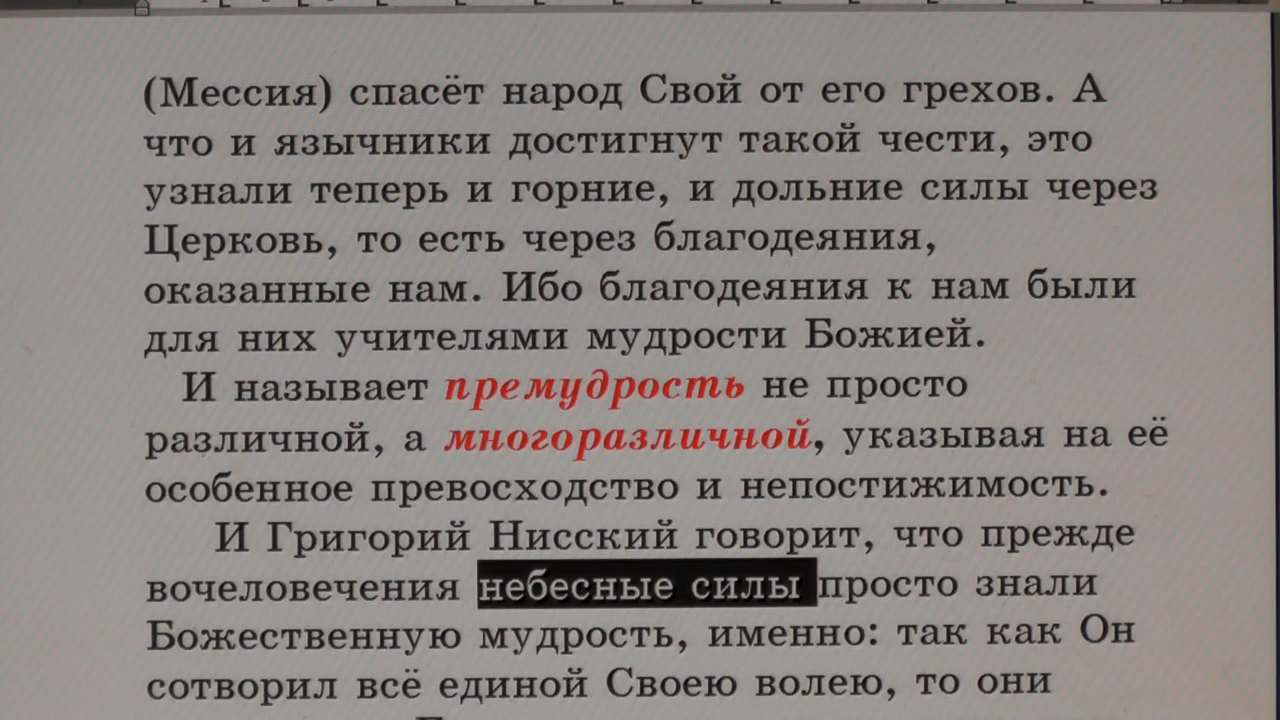 (Мессия) спасёт народ Свой от его грехов. А
что и язычники достигнут такой чести, это
узнали теперь и горние, и дольние силы через
Церковь, то есть через благодеяния,
оказанные нам. Ибо благодеяния к нам были
для них учителями мудрости Божией.
И называет премудрость не просто
различной, а многоразличной, указывая на её
особенное превосходство и непостижимость.
И Григорий Нисский говорит, что прежде
вочеловечения небесные силы просто знали
Божественную мудрость, именно: так как Он
сотворил всё единой Своею волею, то они